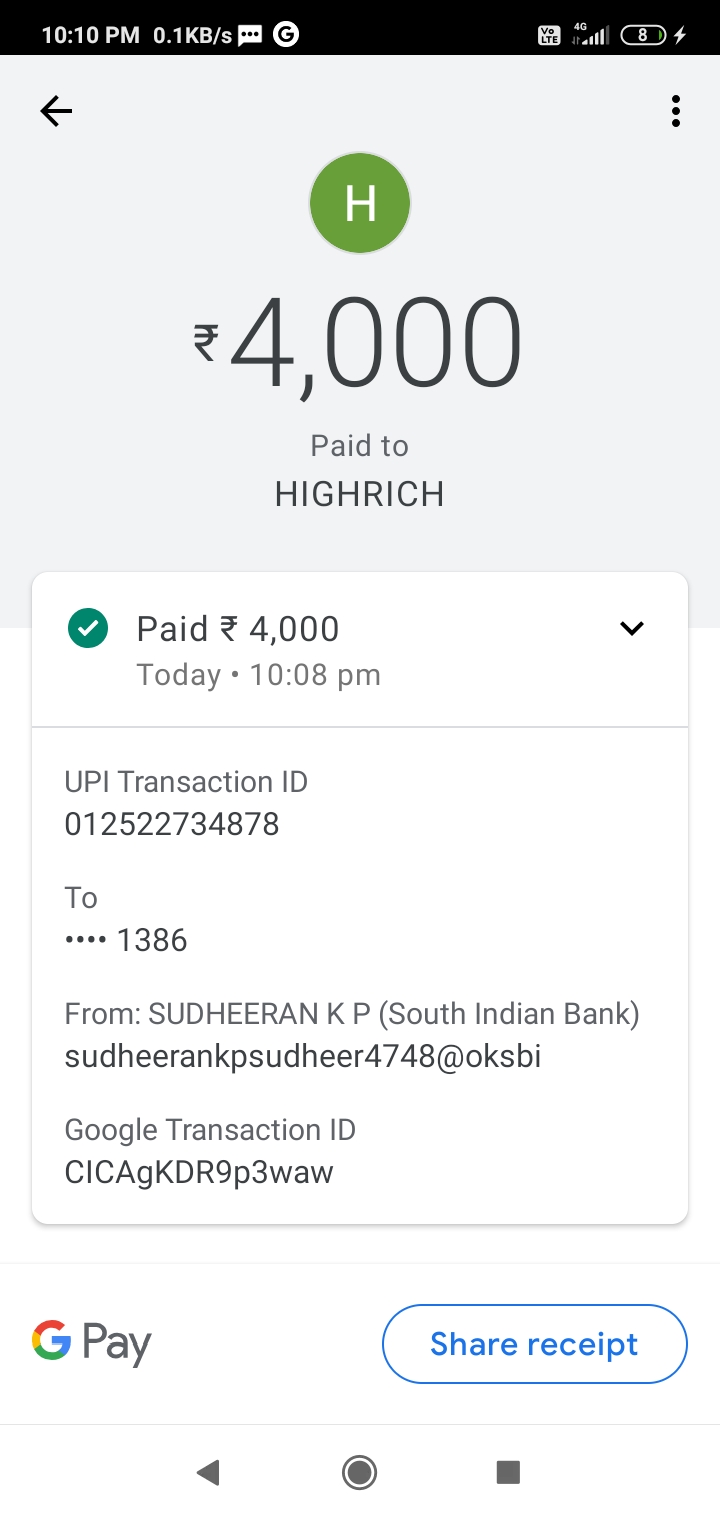 10:10 PM 0.1KB/s G Vo LTE 4G 8
H
₹4,000
Paid to
HIGHRICH
Paid ₹ 4,000
Today • 10:08 pm
UPI Transaction ID
012522734878
To
•••• 1386
From: SUDHEERAN K P (South Indian Bank)
sudheerankpsudheer4748@oksbi
Google Transaction ID
CICAgKDR9p3waw
G Pay Share receipt